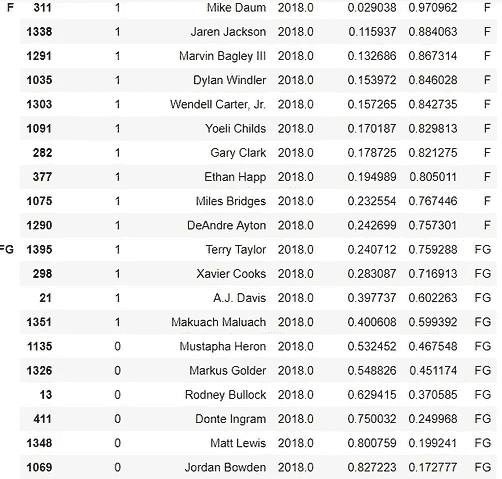 F 311 1 Mike Daum 2018.0 0.029038 0.970962 F
1338 1 Jaren Jackson 2018.0 0.115937 0.884063 F
1291 1 Marvin Bagley III 2018.0 0.132686 0.867314 F
1035 1 Dylan Windler 2018.0 0.153972 0.846028 F
1303 1 Wendell Carter, Jr. 2018.0 0.157265 0.842735 F
1091 1 Yoeli Childs 2018.0 0.170187 0.829813 F
282 1 Gary Clark 2018.0 0.178725 0.821275 F
377 1 Ethan Happ 2018.0 0.194989 0.805011 F
1075 1 Miles Bridges 2018.0 0.232554 0.767446 F
1290 1 DeAndre Ayton 2018.0 0.242699 0.757301 F
FG 1395 1 Terry Taylor 2018.0 0.240712 0.759288 FG
298 1 Xavier Cooks 2018.0 0.283087 0.716913 FG
21 1 A.J. Davis 2018.0 0.397737 0.602263 FG
1351 1 Makuach Maluach 2018.0 0.400608 0.599392 FG
1135 0 Mustapha Heron 2018.0 0.532452 0.467548 FG
1326 0 Markus Golder 2018.0 0.548826 0.451174 FG
13 0 Rodney Bullock 2018.0 0.629415 0.370585 FG
411 0 Donte Ingram 2018.0 0.750032 0.249968 FG
1348 0 Matt Lewis 2018.0 0.800759 0.199241 FG
1069 0 Jordan Bowden 2018.0 0.827223 0.172777 FG